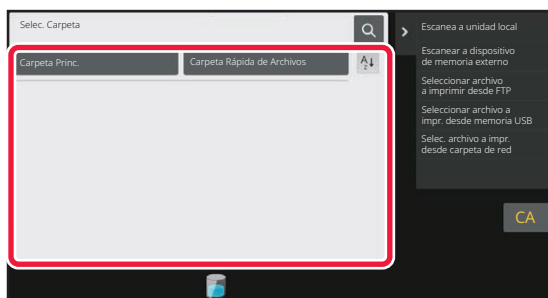 Selec. Carpeta
Carpeta Princ.
Carpeta Rápida de Archivos
A
Z
Escanea a unidad local
Escanear a dispositivo
de memoria externo
Seleccionar archivo
a imprimir desde FTP
Seleccionar archivo a
impr. desde memoria USB
Selec. archivo a impr.
desde carpeta de red
CA